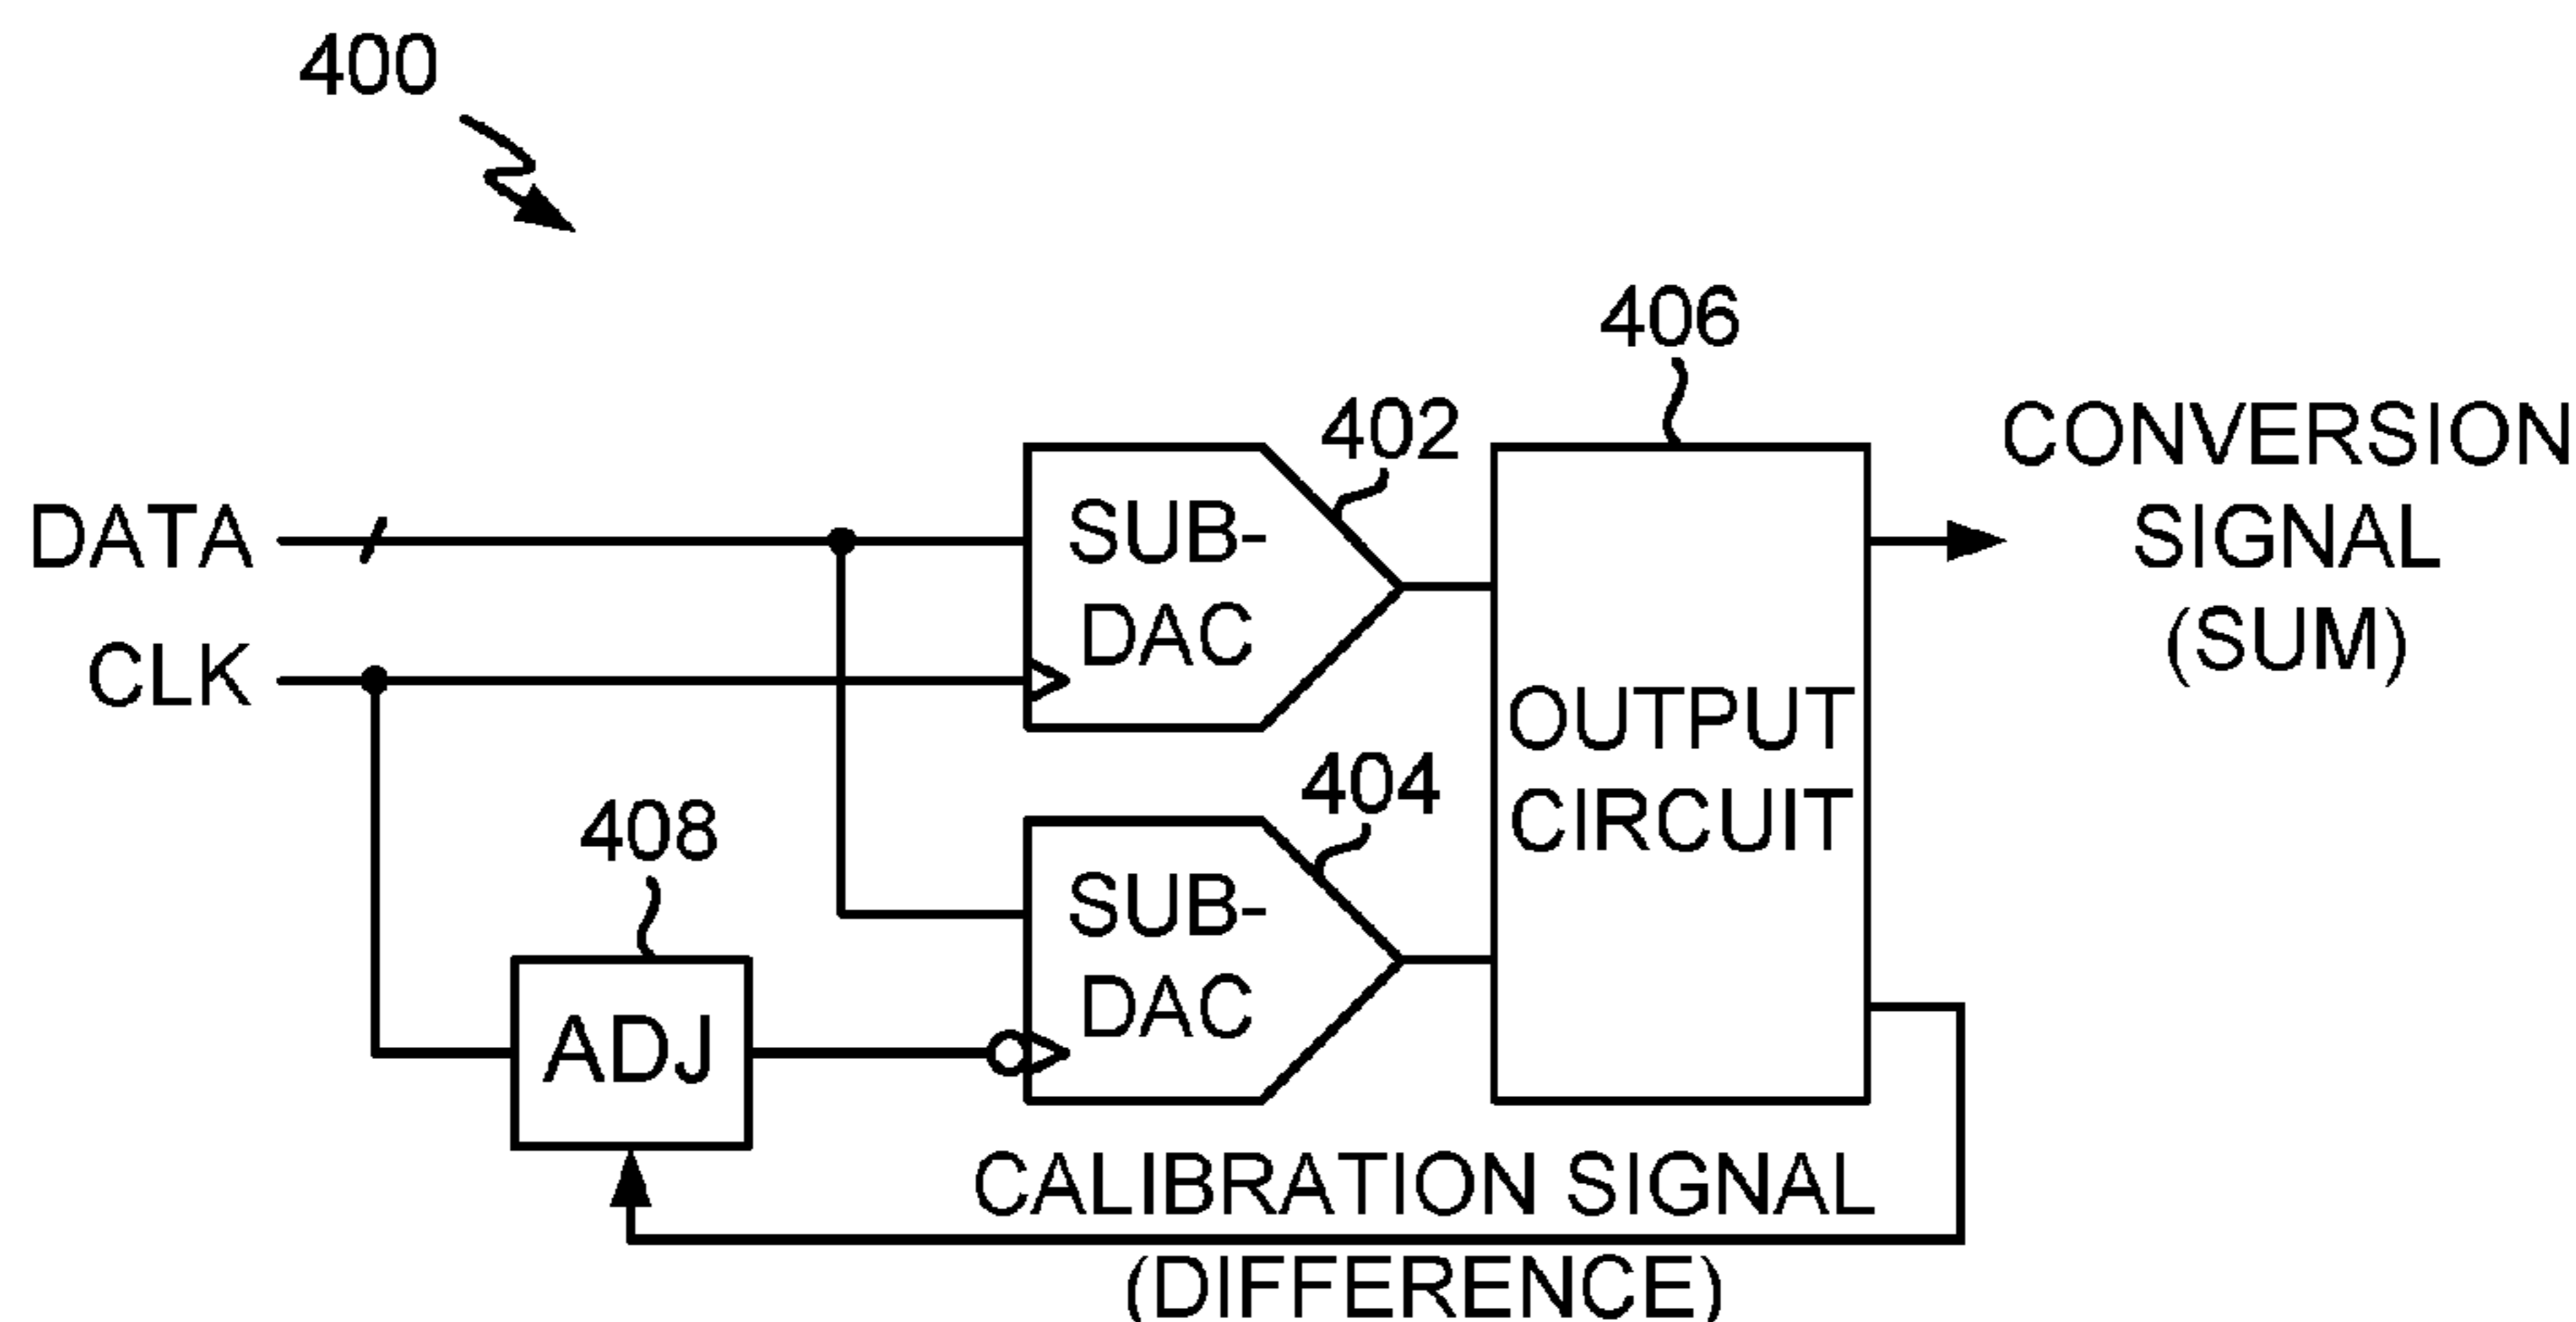 400
406
402
CONVERSION
SIGNAL
(SUM)
DATA
CLK
SUB-
DAC
OUTPUT
CIRCUIT
404
408
SUB-
DAC
ADJ
CALIBRATION SIGNAL
(DIFFERENCE)